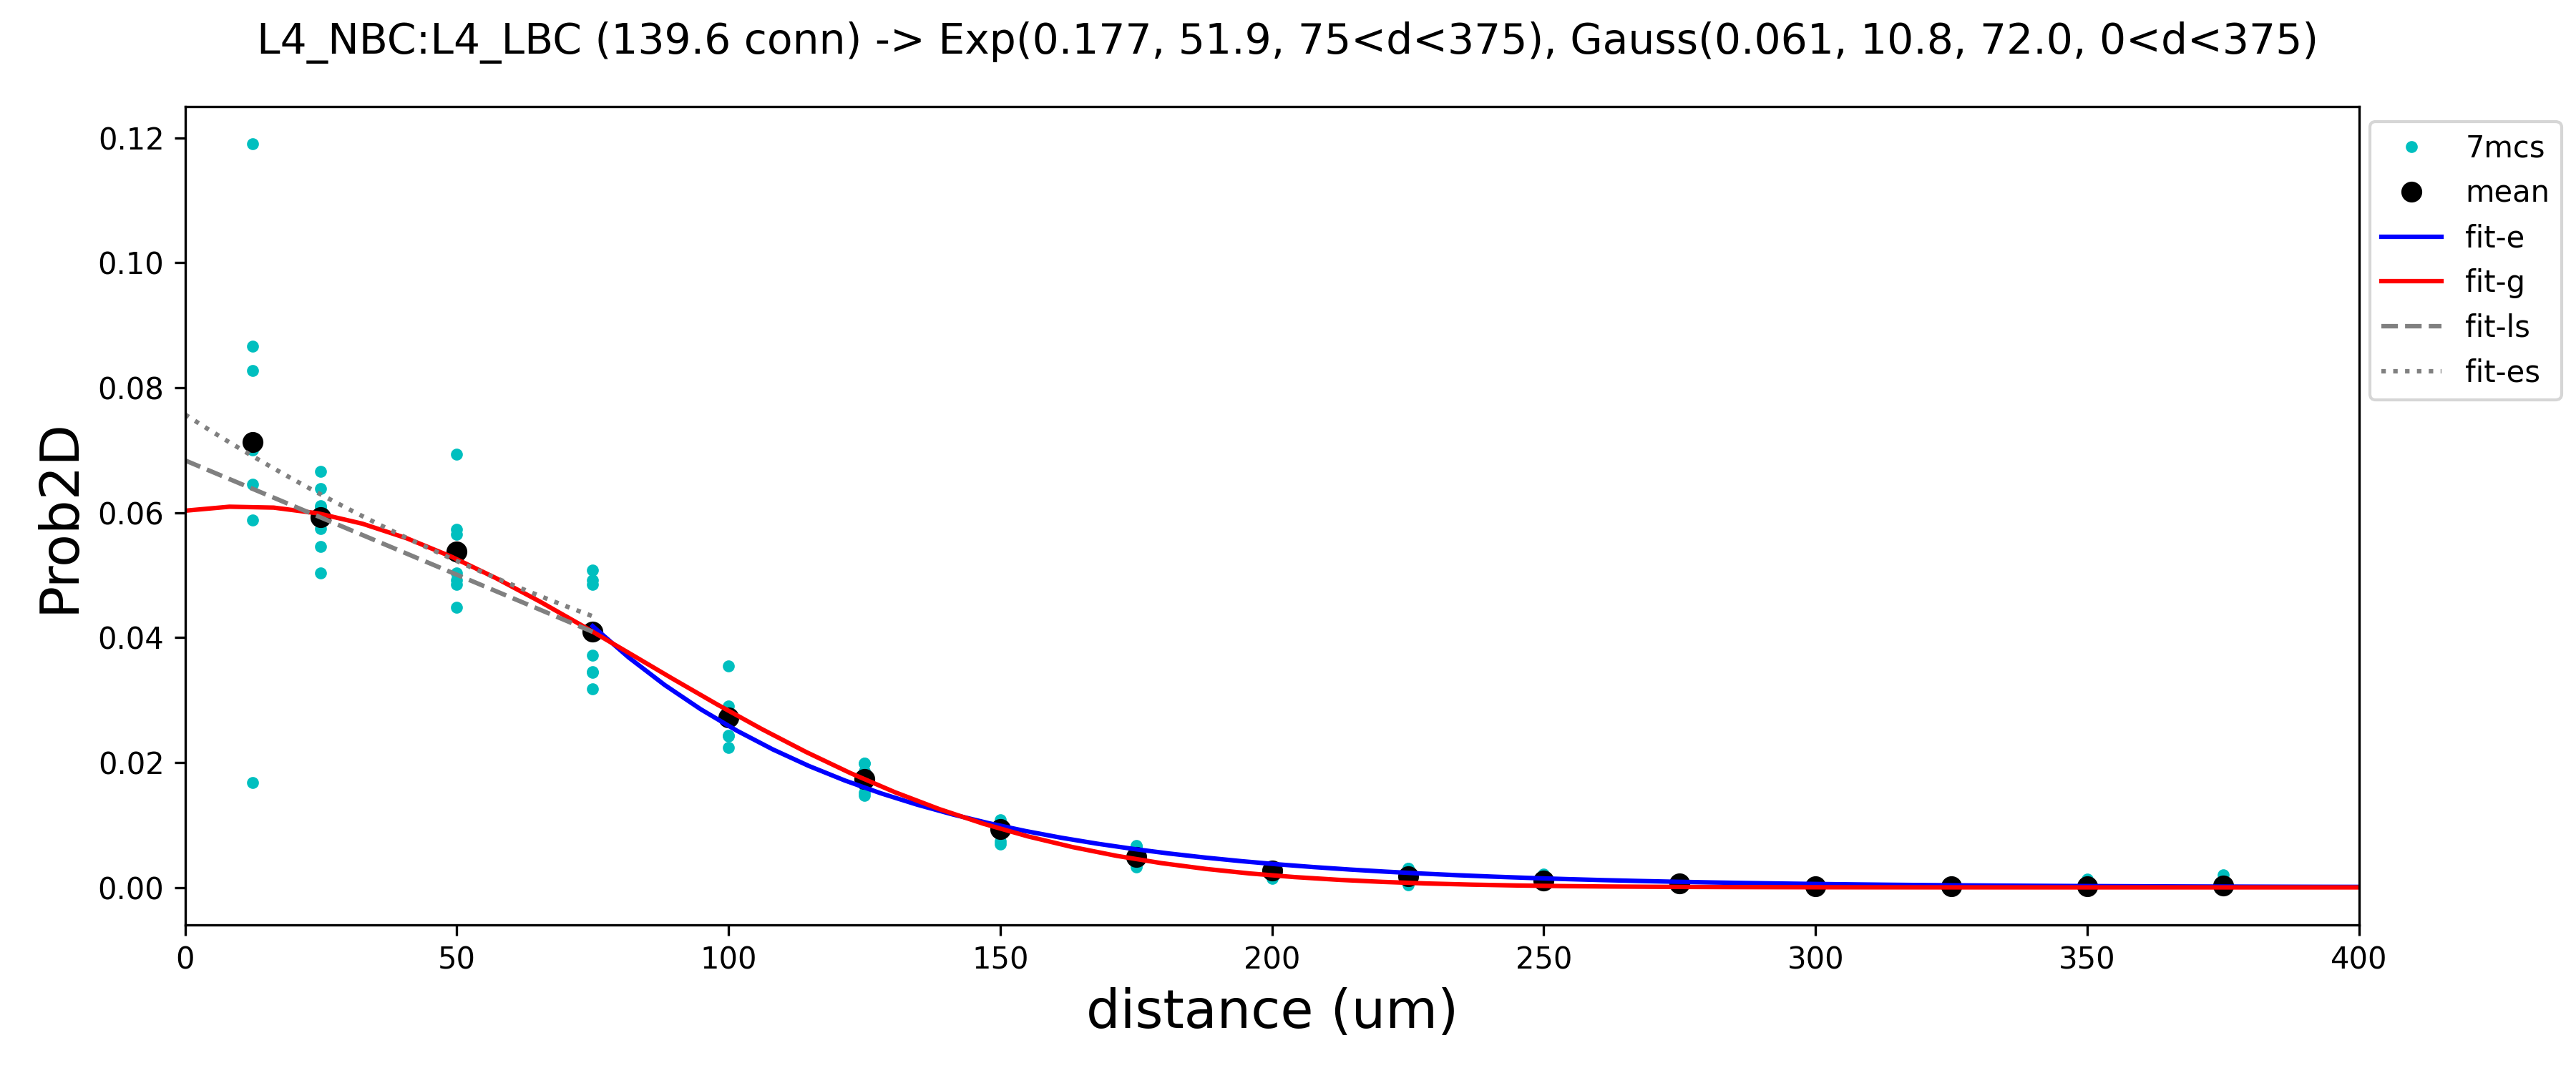 L4_NBC:L4_LBC (139.6 conn) -> Exp(0.177, 51.9, 75<d<375), Gauss(0.061, 10.8, 72.0, 0<d<375)
0.12
0.10
0.08
0.06
0.04
0.02
0.00
Prob2D
0 50 100 150 200 250 300 350 400
distance (um)
7mcs
mean
fit-e
fit-g
fit-ls
fit-es